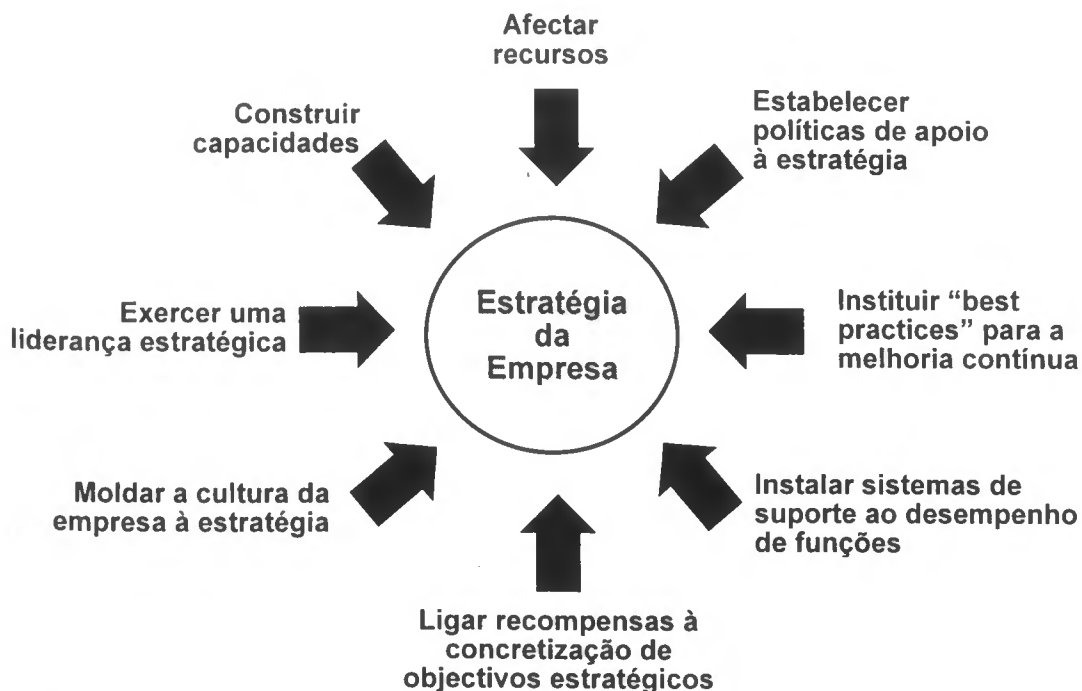 Afectar
recursos
Construir
capacidades
Estabelecer
políticas de apoio
à estratégia
Exercer uma
liderança estratégica
Estratégia
da
Empresa
Instituir “best
practices” para a
melhoria contínua
Moldar a cultura da
empresa à estratégia
Instalar sistemas de
suporte ao desempenho
de funções
Ligar recompensas à
concretização de
objectivos estratégicos